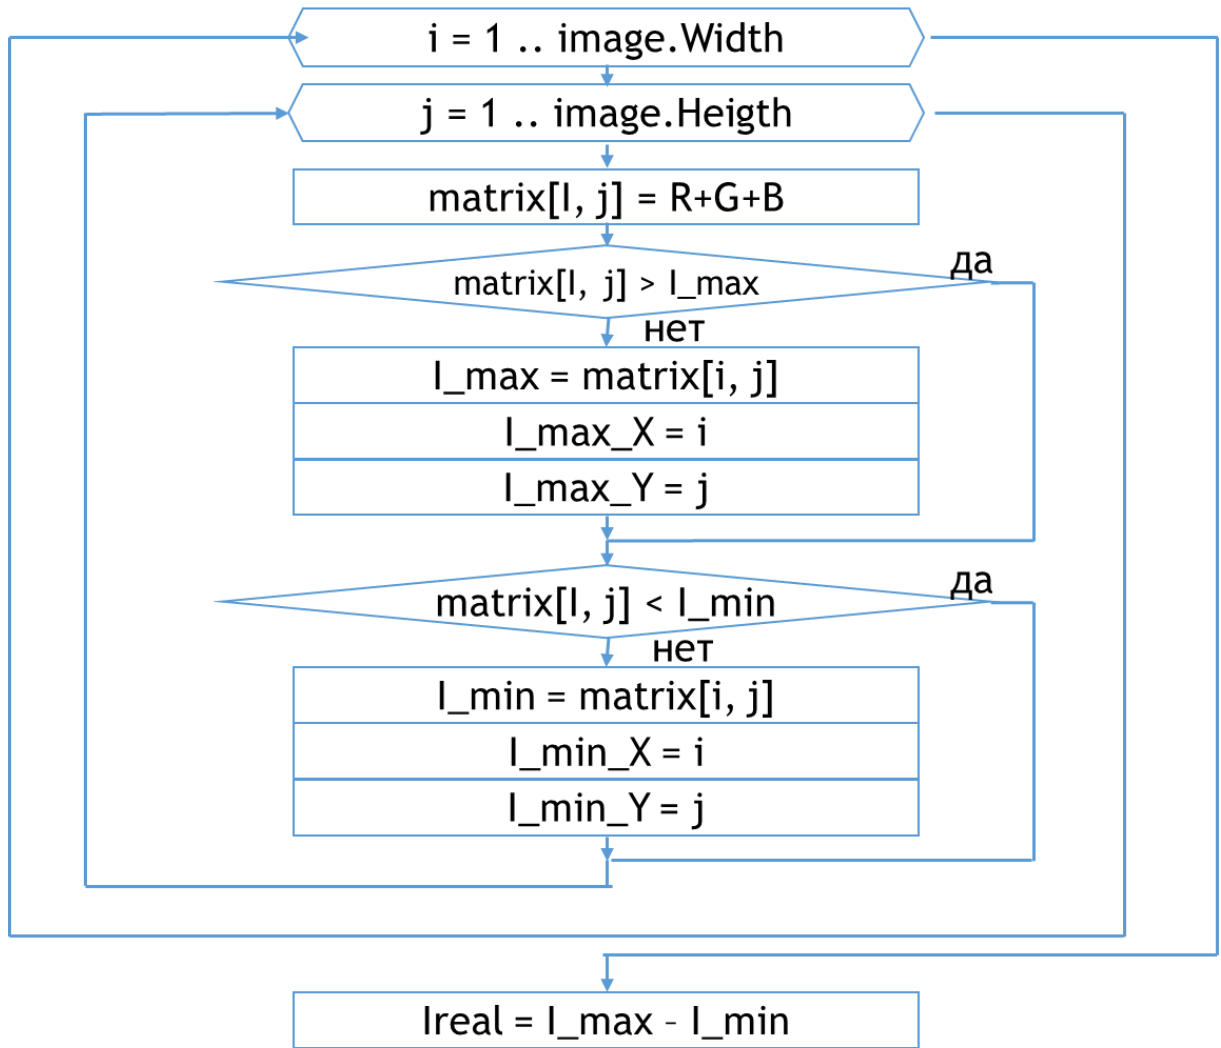 i = 1 .. image.Width
j = 1 .. image.Heigth
matrix[I, j] = R+G+B
да
matrix[I, j] > I_max
нет
I_max = matrix[i, j]
I_max_X = i
I_max_Y = j
да
matrix[I, j] < I_min
нет
I_min = matrix[i, j]
I_min_X = i
I_min_Y = j
Ireal = I_max – I_min